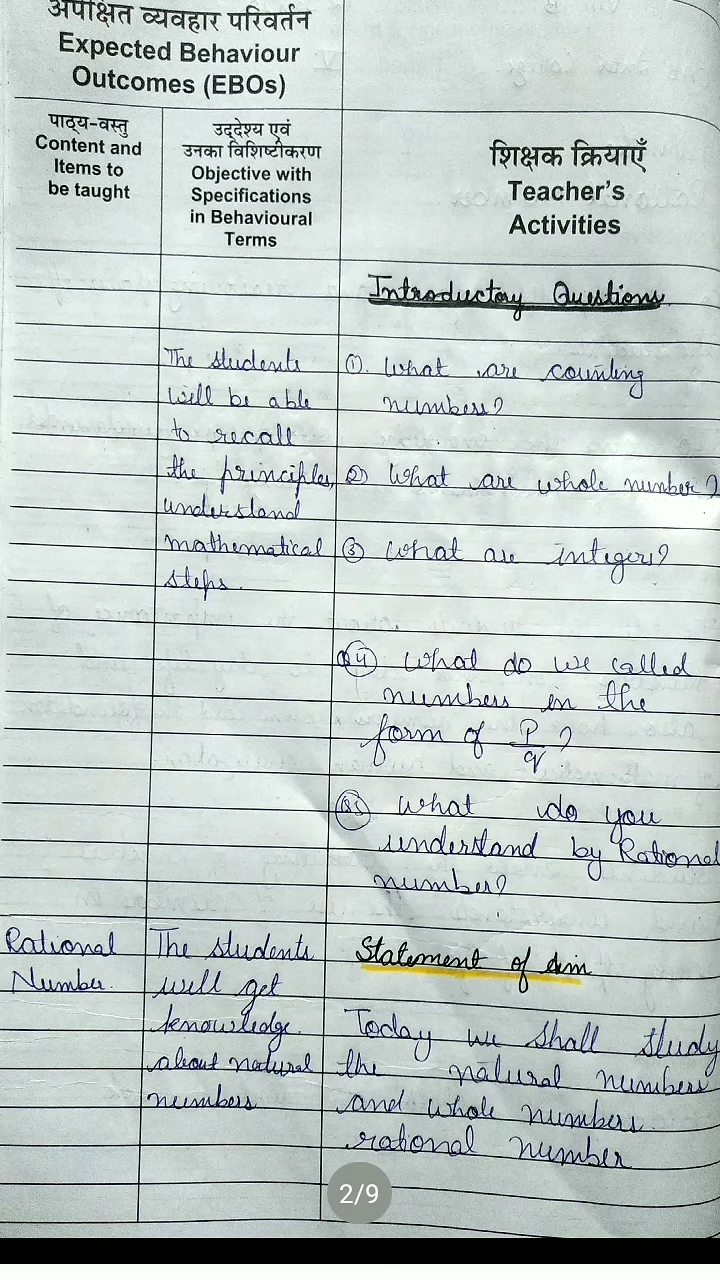 अपेक्षित व्यवहार परिवर्तन
Expected Behaviour
Outcomes (EBOs)
पाठ्य-वस्तु
Content and
Items to
be taught
उद्देश्य एवं
उनका विशिष्टीकरण
Objective with
Specifications
in Behavioural
Terms
शिक्षक क्रियाएँ
Teacher's
Activities
Introductory Questions
The students
will be able
to recall
the principles,
understand
mathematical
steps.
①. What are counting
numbers?
② What are whole number?
③ What are integers?
Q4 What do we called
numbers in the
form of P/q?
Q5 What do you
understand by Rational
number?
Rational
Number.
The students
will get
knowledge
about natural
numbers
Statement of Aim
Today we shall study
the natural numbers
and whole numbers
rational number
2/9